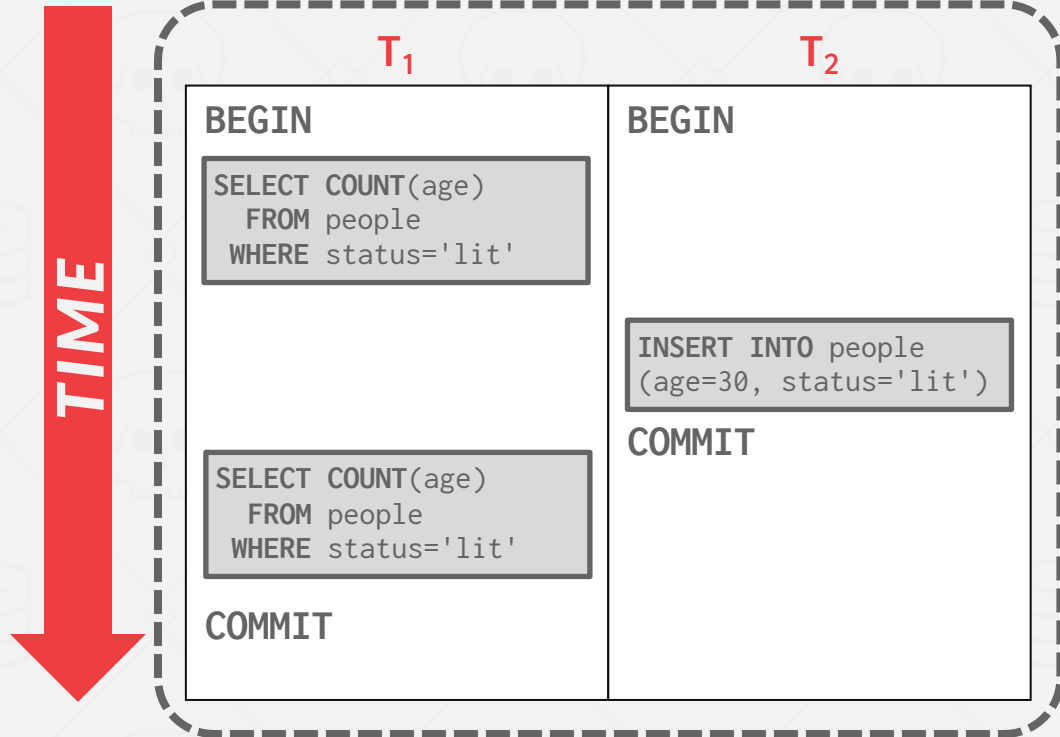 TIME
T₁
T₂
BEGIN
SELECT COUNT(age)
FROM people
WHERE status='lit'
SELECT COUNT(age)
FROM people
WHERE status='lit'
COMMIT
BEGIN
INSERT INTO people
(age=30, status='lit')
COMMIT